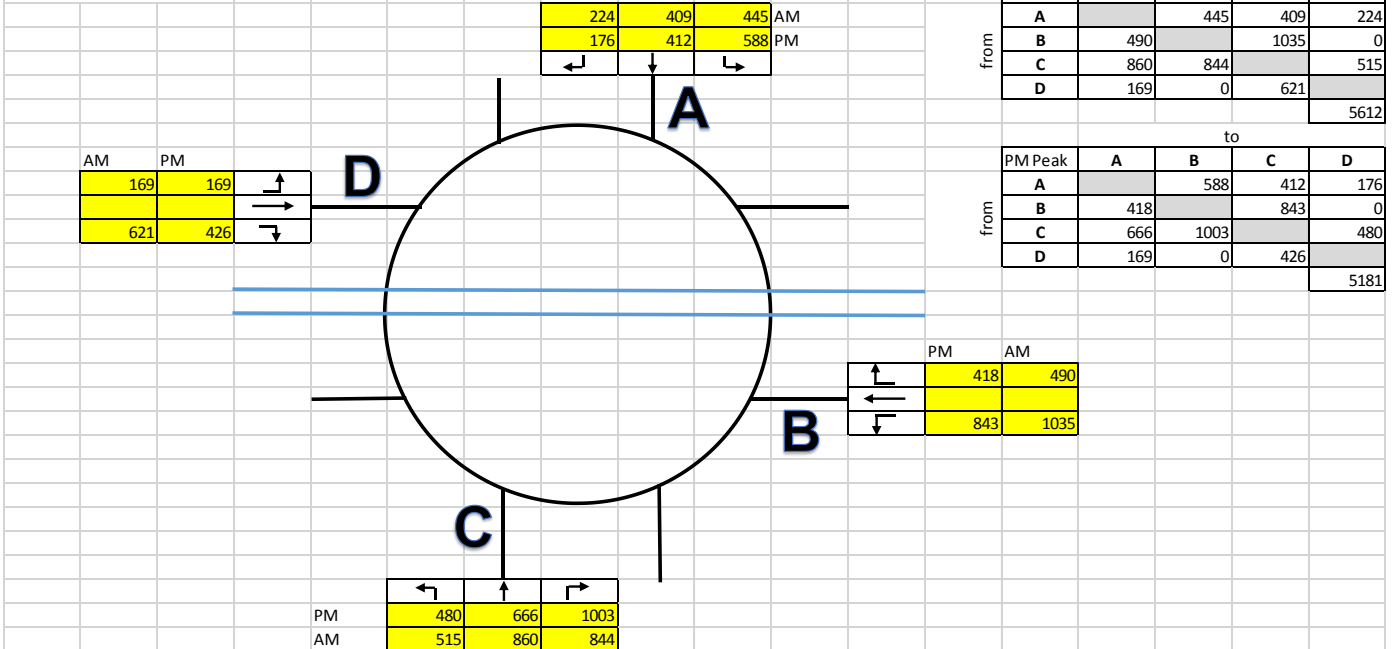 224 409 445 AM
176 412 588 PM
A
AM PM
169 169
621 426
D
PM AM
418 490
843 1035
B
C
PM 480 666 1003
AM 515 860 844
from
A 445 409 224
B 490 1035 0
C 860 844 515
D 169 0 621
5612
to
PM Peak A B C D
from
A 588 412 176
B 418 843 0
C 666 1003 480
D 169 0 426
5181